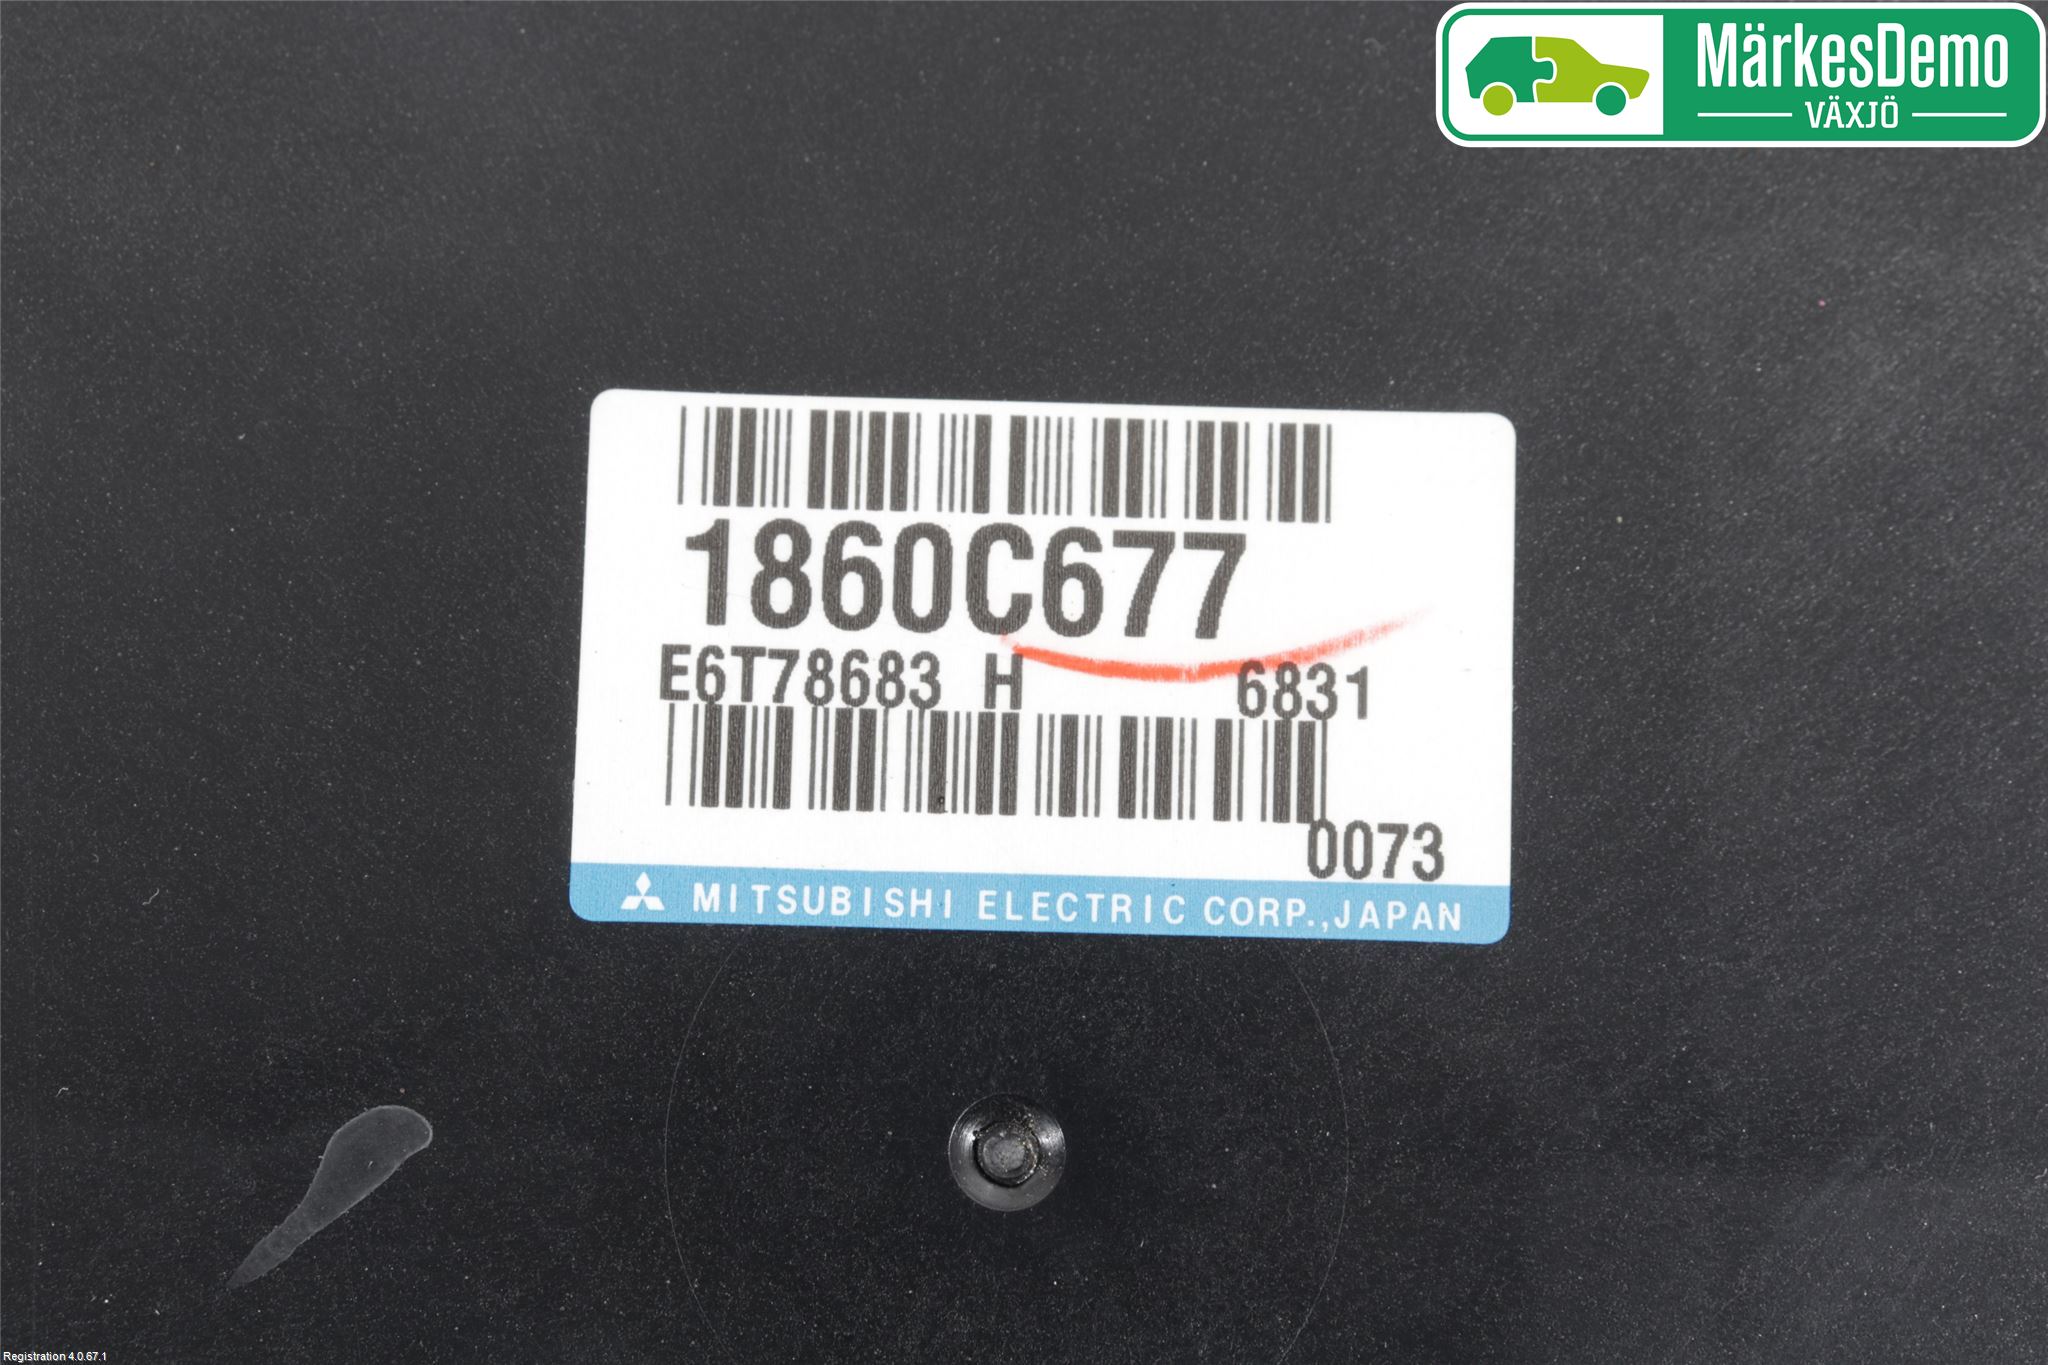 MärkesDemo
VÄXJÖ
1860C677
E6T78683 H 6831
0073
MITSUBISHI ELECTRIC CORP.,JAPAN
Registration 4.0.67.1